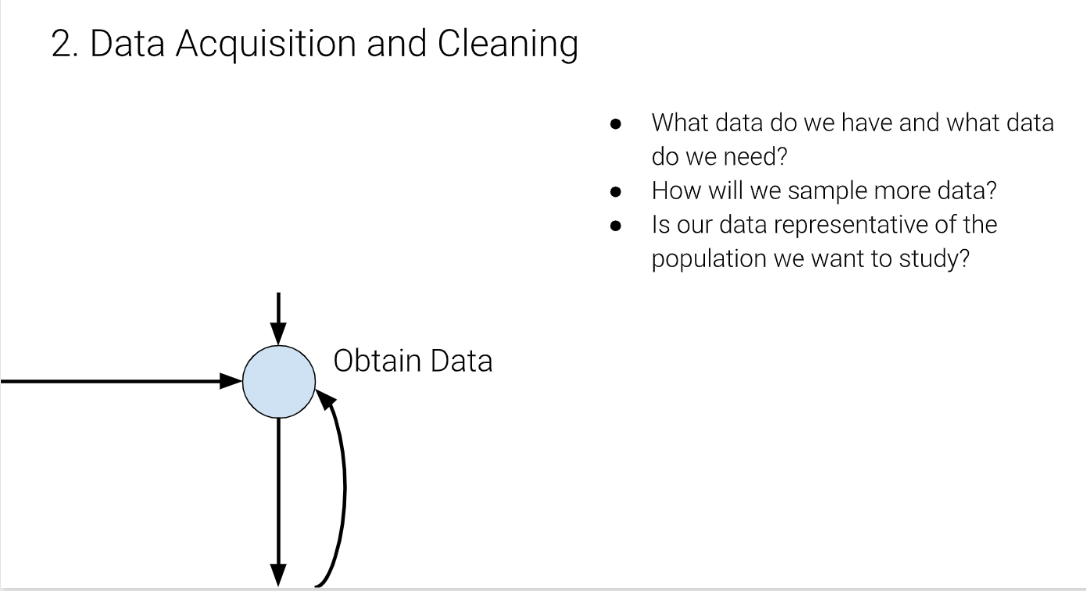 2. Data Acquisition and Cleaning
● What data do we have and what data
do we need?
● How will we sample more data?
● Is our data representative of the
population we want to study?
Obtain Data